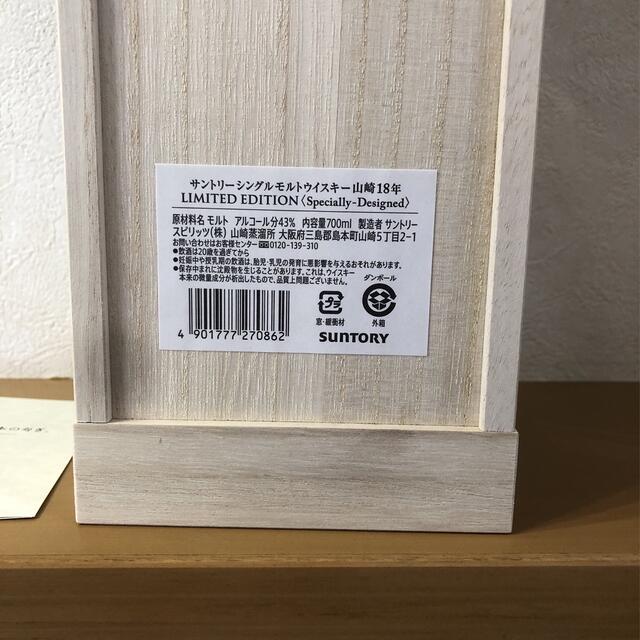 サントリーシングルモルトウイスキー山崎18年
LIMITED EDITION〈Specially-Designed〉
原材料名 モルト アルコール分43% 内容量700ml 製造者 サントリー
スピリッツ(株) 山崎蒸溜所 大阪府三島郡島本町山崎5丁目2-1
お問い合わせはお客様センター 0120-139-310
●飲酒は20歳を過ぎてから
●妊娠中や授乳期の飲酒は、胎児・乳児の発育に悪影響を与えるおそれがあります。
●保存中まれに沈殿物を生じることがあります。これは、ウイスキー
本来の微量成分が析出したもので、品質上問題ございません。
ダンボール
プラ
窓・緩衝材
外箱
4 901777 270862
SUNTORY